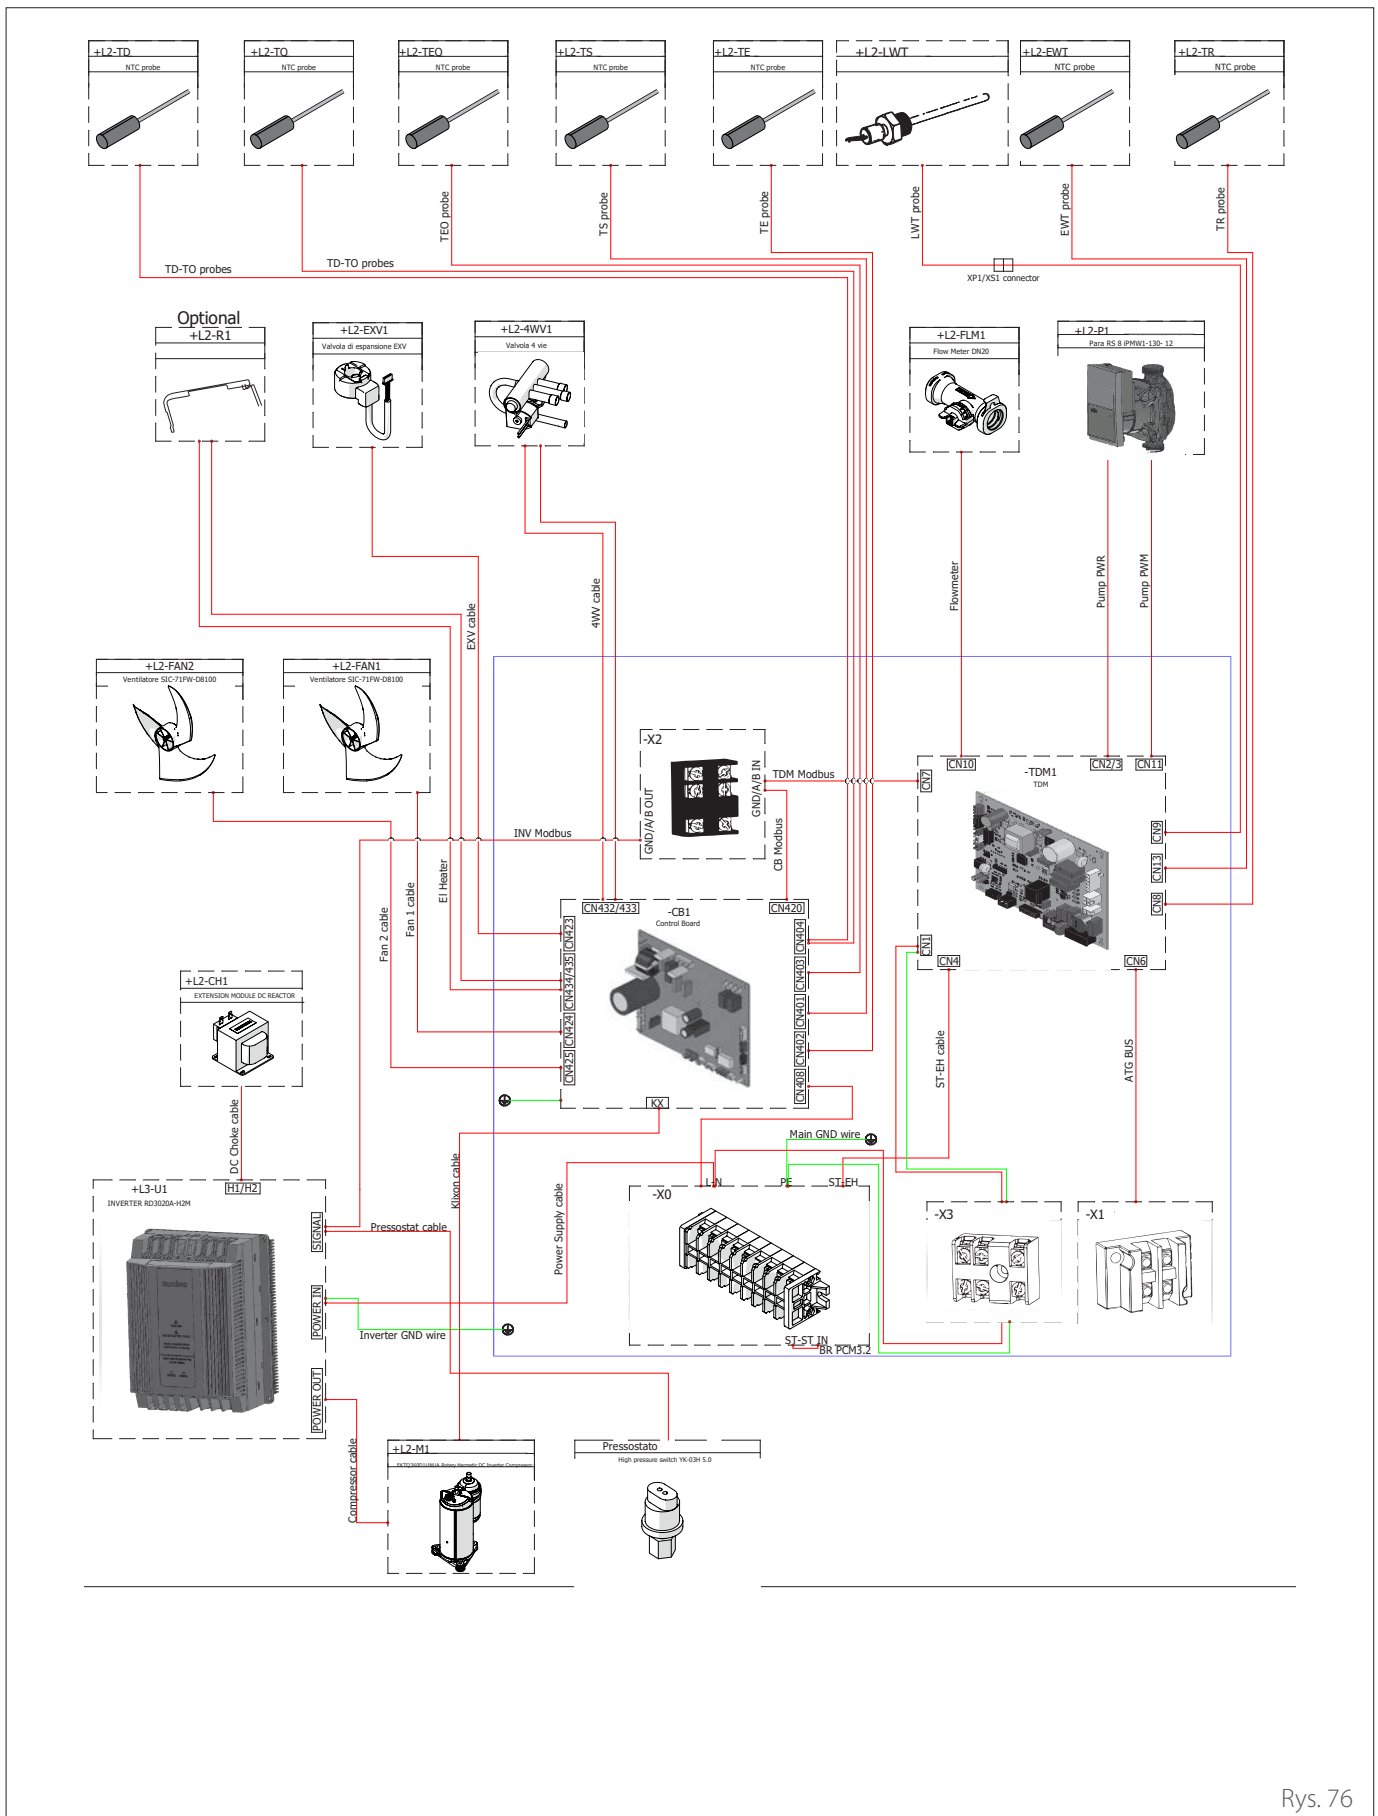 +L2-TD
NTC probe
+L2-TO
NTC probe
+L2-TEO
NTC probe
+L2-TS
NTC probe
+L2-TE
NTC probe
+L2-LWT
+L2-EWT
NTC probe
+L2-TR
NTC probe
TEO probe
TS probe
TE probe
LWT probe
EWT probe
TR probe
TD-TO probes
TD-TO probes
XP1/XS1 connector
Optional
+L2-R1
+L2-EXV1
Valvola di espansione EXV
+L2-4WV1
Valvola 4 vie
+L2-FLM1
Flow Meter DN20
+L2-P1
Para RS 8 iPMW1-130- 12
EXV cable
4WV cable
Flowmeter
Pump PWR
Pump PWM
+L2-FAN2
Ventilatore SIC-71FW-D8100
+L2-FAN1
Ventilatore SIC-71FW-D8100
-X2
GND/A/B OUT
GND/A/B IN
TDM Modbus
INV Modbus
CB Modbus
CN7
CN10
CN2/3
CN11
-TDM1
TDM
CN9
CN13
CN8
CN1
CN4
CN6
Fan 2 cable
Fan 1 cable
El Heater
CN432/433
CN420
-CB1
Control Board
CN423
CN434/435
CN424
CN425
CN404
CN403
CN401
CN402
CN408
KX
+L2-CH1
EXTENSION MODULE DC REACTOR
DC Choke cable
ST-EH cable
ATG BUS
Main GND wire
Klixon cable
Power Supply cable
+L3-U1
H1/H2
INVERTER RD3020A-H2M
SIGNAL
POWER IN
POWER OUT
Pressostat cable
Inverter GND wire
L-N
PE
ST-EH
-X0
ST-ST IN
BR PCM3.2
-X3
-X1
Compressor cable
+L2-M1
Pressostato
High pressure switch YK-03H 5.0
Rys. 76